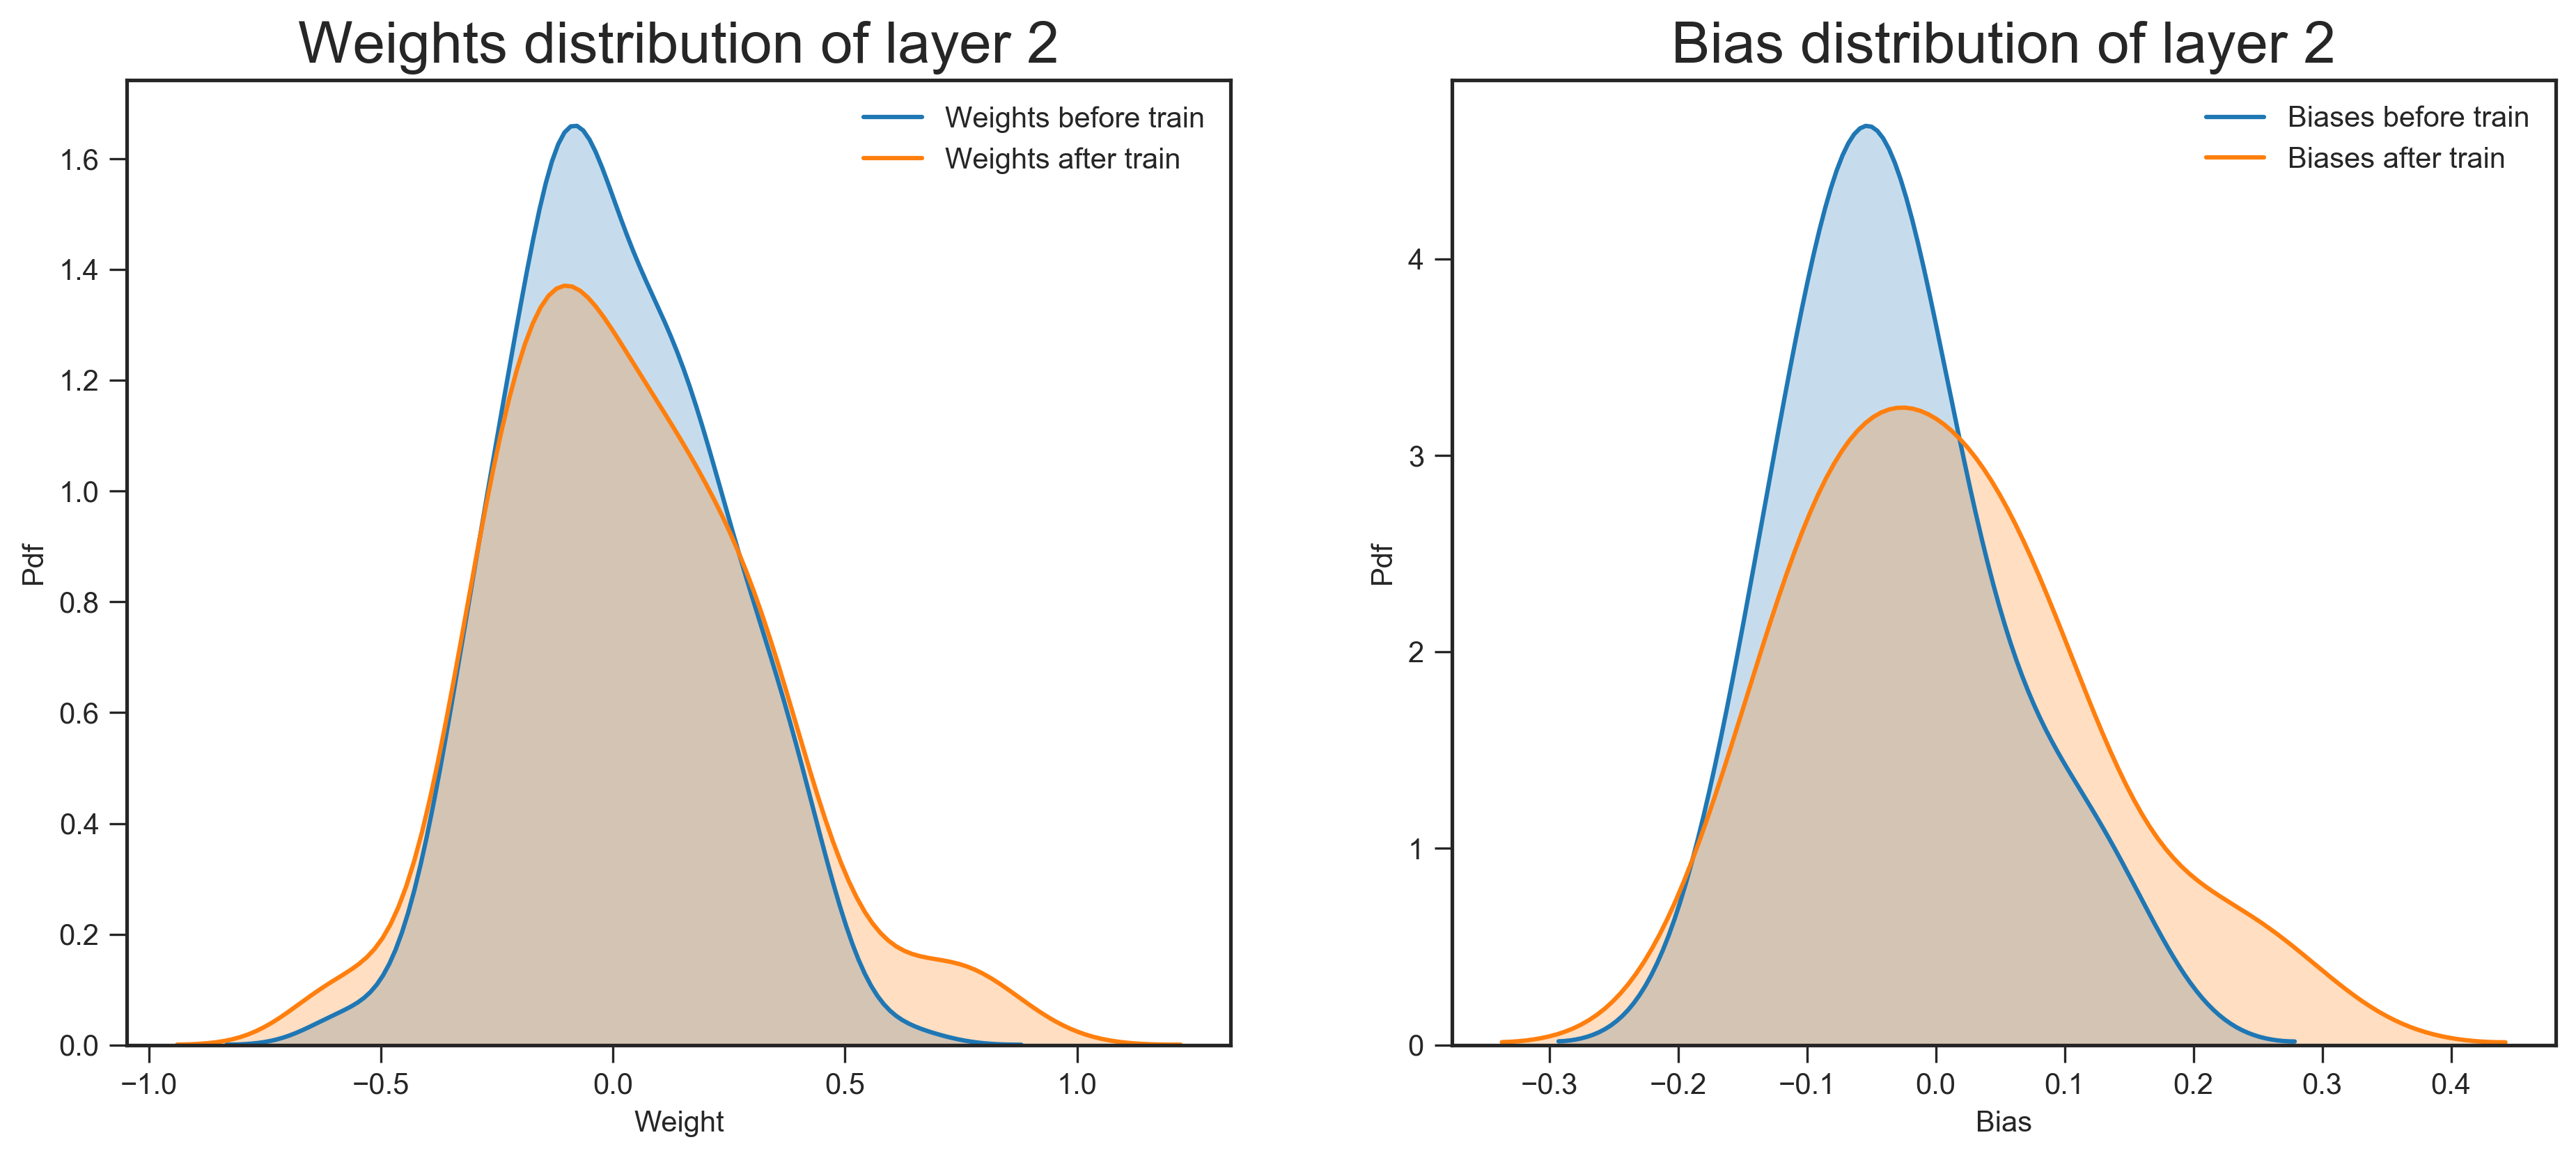 Weights distribution of layer 2
Weights before train
Weights after train
1.6
1.4
1.2
1.0
0.8
0.6
0.4
0.2
0.0
Pdf
−1.0 −0.5 0.0 0.5 1.0
Weight
Bias distribution of layer 2
Biases before train
Biases after train
4
3
2
1
0
Pdf
−0.3 −0.2 −0.1 0.0 0.1 0.2 0.3 0.4
Bias